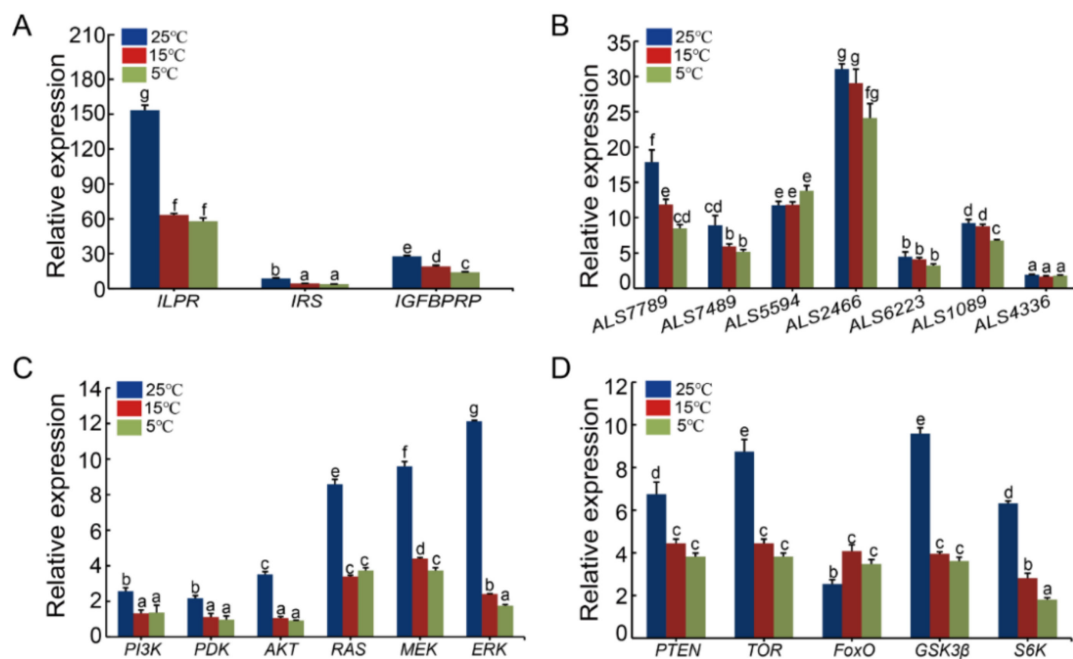 A
Relative expression
210
180
150
120
90
60
30
0
25℃
15℃
5℃
g
f
f
b
a
a
e
d
c
ILPR
IRS
IGFBPRP
B
Relative expression
35
30
25
20
15
10
5
0
25℃
15℃
5℃
f
e
cd
cd
b
b
e
e
e
g
g
fg
b
b
b
d
d
c
a
a
a
ALS7789
ALS7489
ALS5594
ALS2466
ALS6223
ALS1089
ALS4336
C
Relative expression
14
12
10
8
6
4
2
0
25℃
15℃
5℃
b
a
a
b
a
a
c
a
a
e
c
c
f
d
c
g
b
a
PI3K
PDK
AKT
RAS
MEK
ERK
D
Relative expression
12
10
8
6
4
2
0
25℃
15℃
5℃
d
c
c
e
c
c
b
c
c
e
c
c
d
b
a
PTEN
TOR
FoxO
GSK3β
S6K